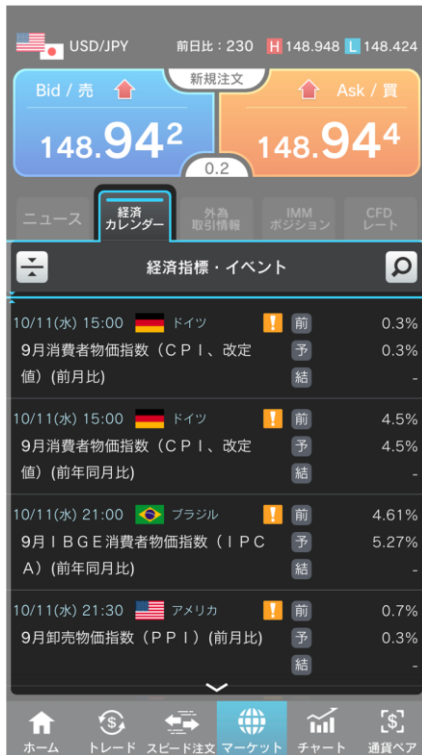 USD/JPY 前日比：230 H 148.948 L 148.424
新規注文
Bid / 売 Ask / 買
148.942 148.944
0.2
ニュース 経済カレンダー 外為取引情報 IMMポジション CFDレート
経済指標・イベント
10/11(水) 15:00 ドイツ ! 前 0.3%
9月消費者物価指数（CPI、改定 予 0.3%
値）(前月比) 結 -
10/11(水) 15:00 ドイツ ! 前 4.5%
9月消費者物価指数（CPI、改定 予 4.5%
値）(前年同月比) 結 -
10/11(水) 21:00 ブラジル ! 前 4.61%
9月IBGE消費者物価指数（IPC 予 5.27%
A）(前年同月比) 結 -
10/11(水) 21:30 アメリカ ! 前 0.7%
9月卸売物価指数（PPI）(前月比) 予 0.3%
結 -
ホーム トレード スピード注文 マーケット チャート 通貨ペア